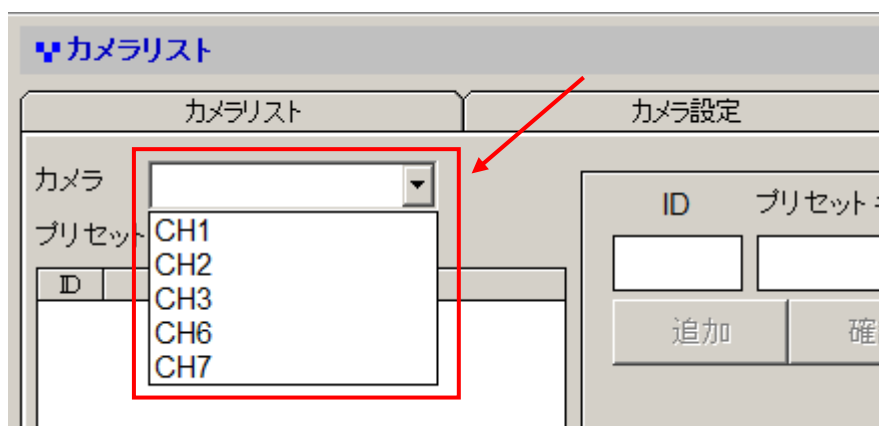 カメラリスト
カメラリスト カメラ設定
カメラ
ID プリセット
プリセット
CH1
CH2
CH3
CH6
CH7
ID
追加 確